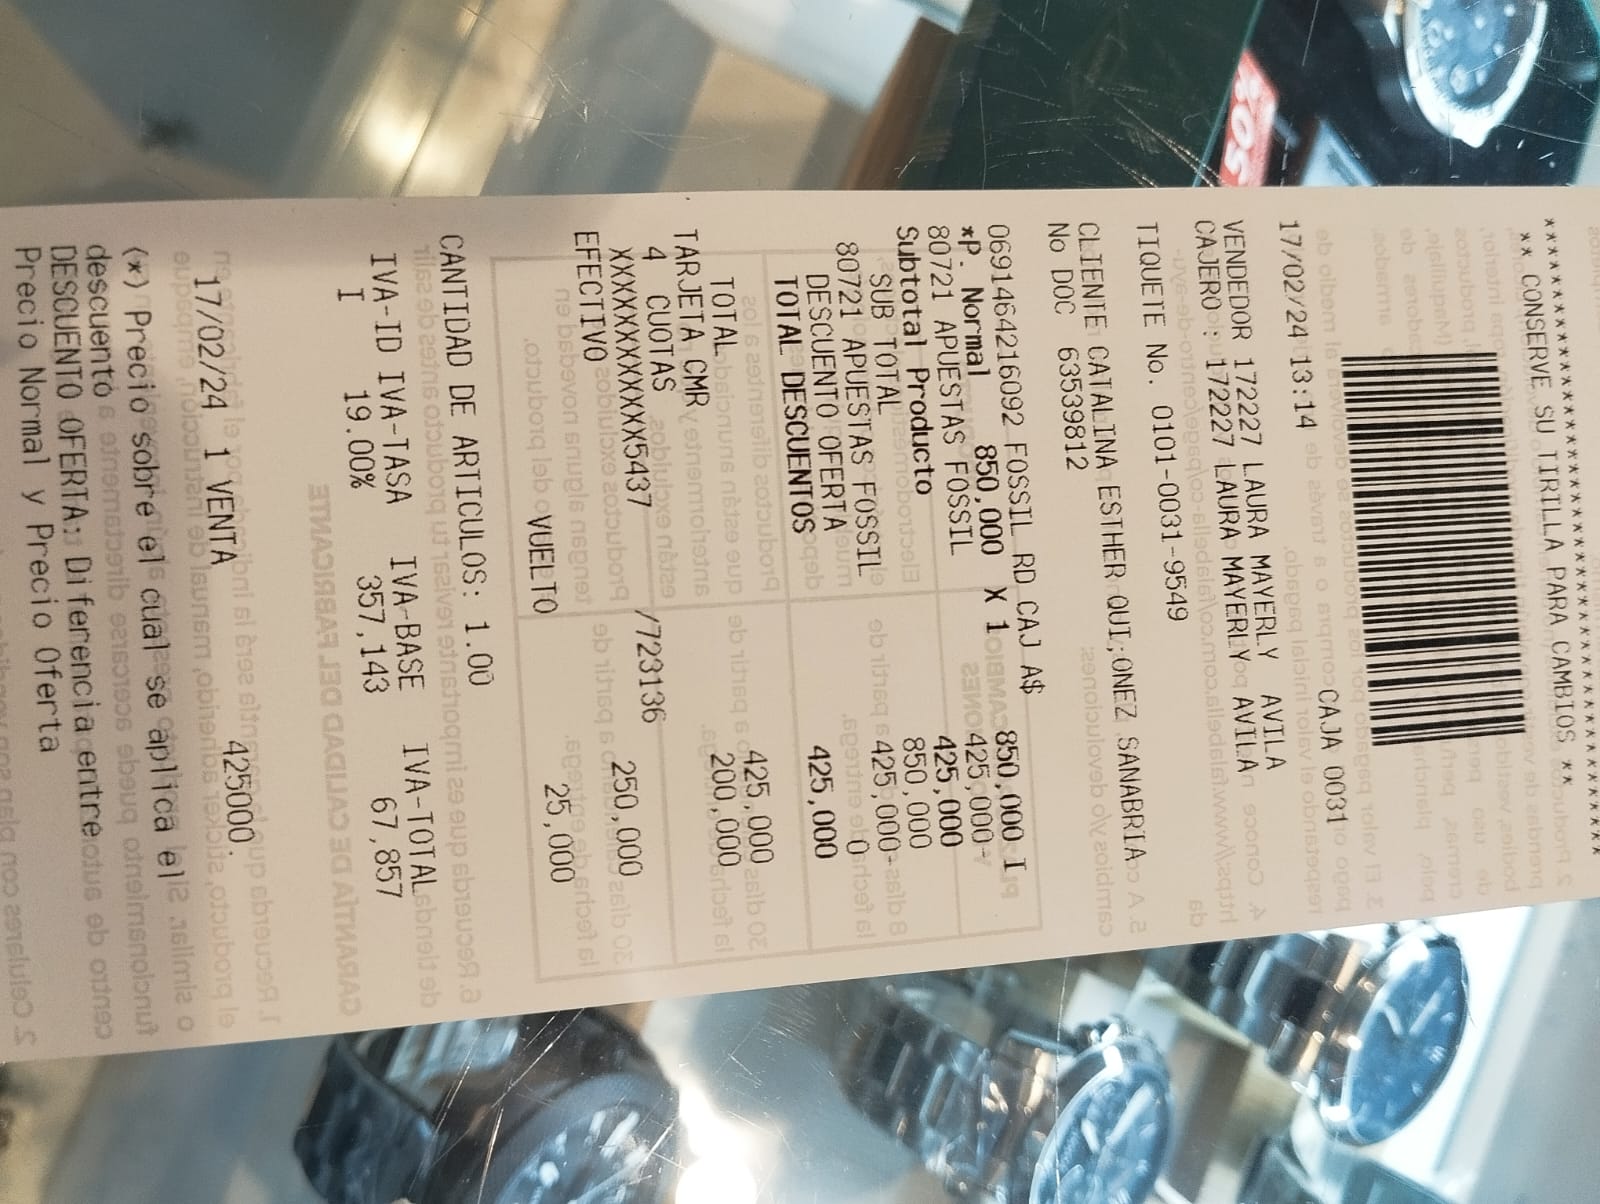 ****************************************
** CONSERVE SU TIRILLA PARA CAMBIOS **
17/02/24 13:14 CAJA 0031
VENDEDOR 172227 LAURA MAYERLY AVILA
CAJERO : 172227 LAURA MAYERLY AVILA
TIQUETE No. 0101-0031-9549
CLIENTE CATALINA ESTHER QUI;ONEZ SANABRIA
No DOC 63539812
0691464216092 FOSSIL RD CAJ A$ 850,000 I
*P. Normal 850,000 X 1 425,000-
80721 APUESTAS FOSSIL 425,000
Subtotal Producto 850,000
SUB TOTAL 425,000-
80721 APUESTAS FOSSIL 0
DESCUENTO OFERTA
TOTAL DESCUENTOS 425,000
TOTAL 425,000
TARJETA CMR 200,000
4 CUOTAS
XXXXXXXXXXXX5437 /723136
EFECTIVO 250,000
VUELTO 25,000
CANTIDAD DE ARTICULOS: 1.00
IVA-ID IVA-TASA IVA-BASE IVA-TOTAL
I 19.00% 357,143 67,857
17/02/24 1 VENTA 425000.
(*) Precio sobre el cual se aplica el
descuento
DESCUENTO OFERTA: Diferencia entre
Precio Normal y Precio Oferta